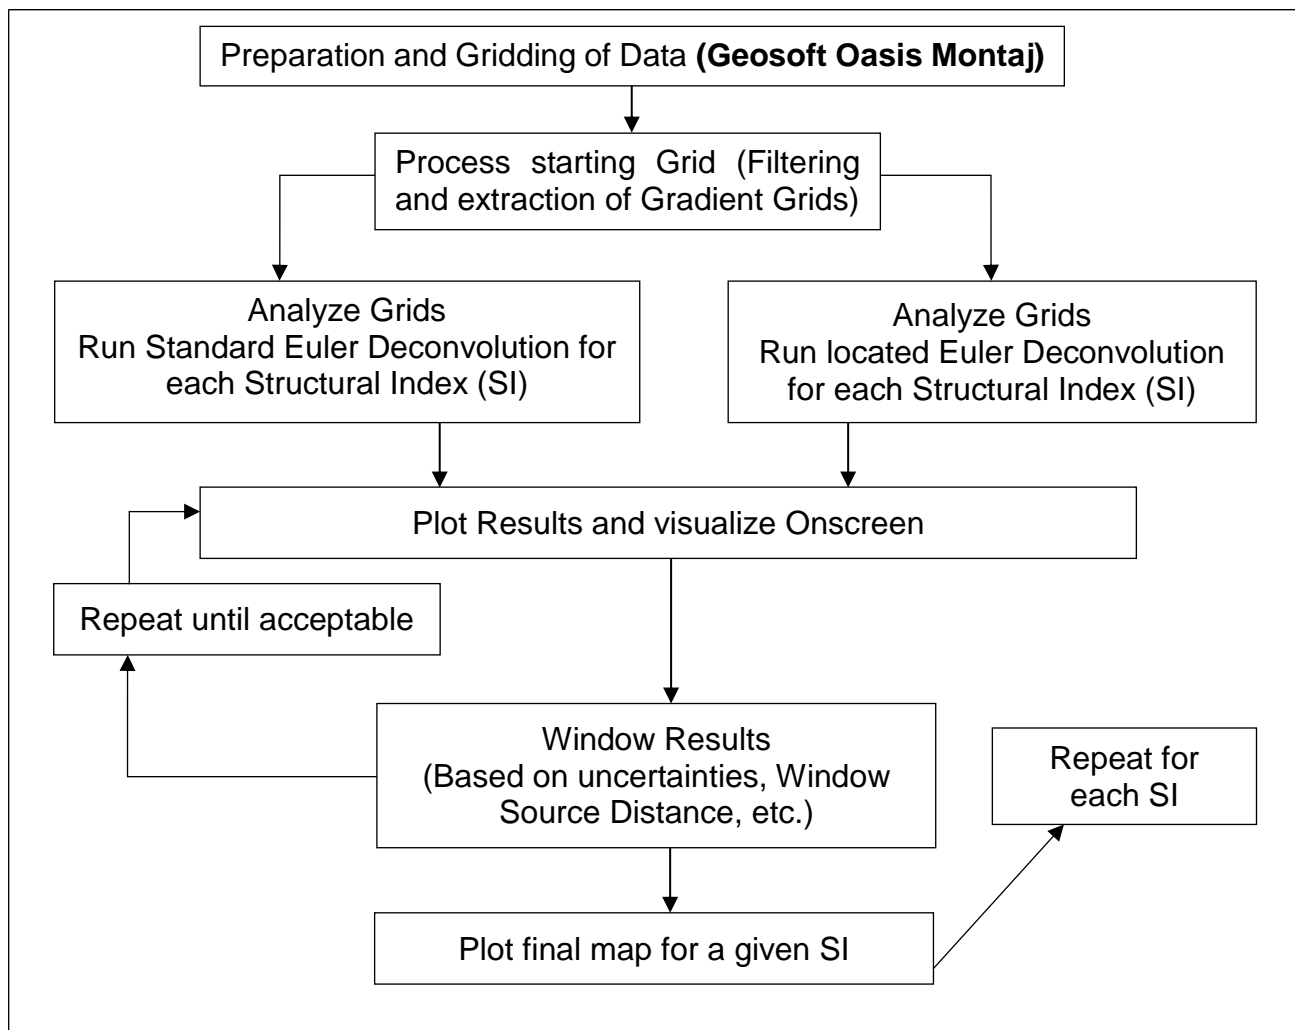 Preparation and Gridding of Data (Geosoft Oasis Montaj)
Process starting Grid (Filtering
and extraction of Gradient Grids)
Analyze Grids
Run Standard Euler Deconvolution for
each Structural Index (SI)
Analyze Grids
Run located Euler Deconvolution
for each Structural Index (SI)
Plot Results and visualize Onscreen
Repeat until acceptable
Window Results
(Based on uncertainties, Window
Source Distance, etc.)
Repeat for
each SI
Plot final map for a given SI